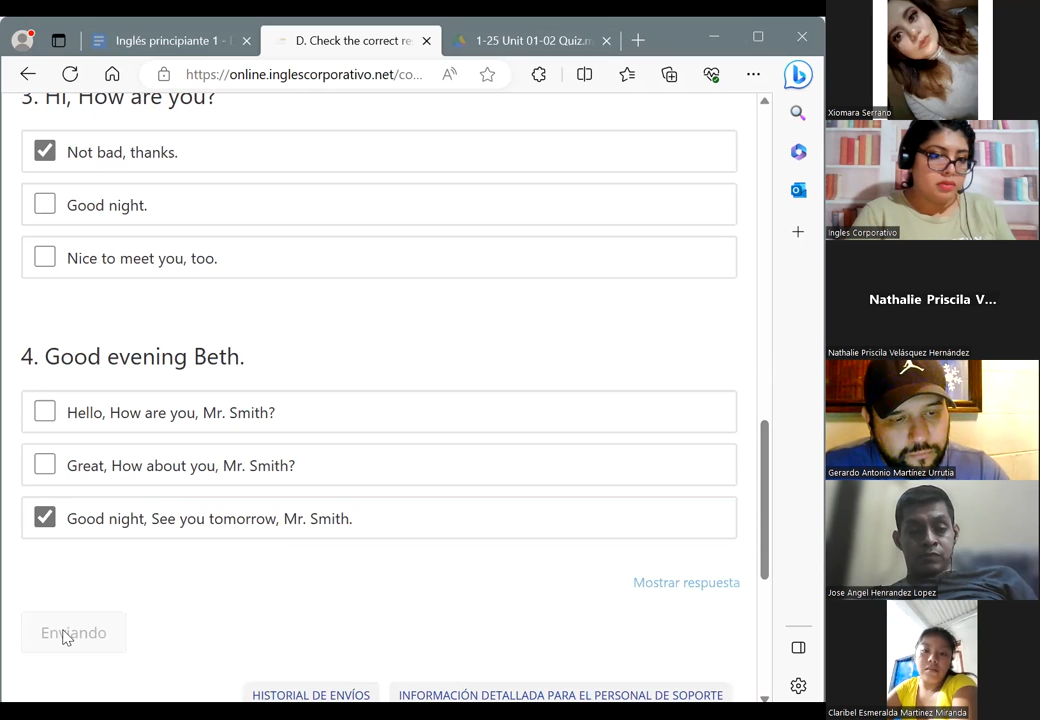 Inglés principiante 1 -
D. Check the correct re
1-25 Unit 01-02 Quiz.m
https://online.inglescorporativo.net/co...
3. Hi, How are you?
Not bad, thanks.
Good night.
Nice to meet you, too.
4. Good evening Beth.
Hello, How are you, Mr. Smith?
Great, How about you, Mr. Smith?
Good night, See you tomorrow, Mr. Smith.
Mostrar respuesta
Enviando
HISTORIAL DE ENVÍOS
INFORMACIÓN DETALLADA PARA EL PERSONAL DE SOPORTE
Xiomara Serrano
Ingles Corporativo
Nathalie Priscila V...
Nathalie Priscila Velásquez Hernández
Gerardo Antonio Martínez Urrutia
Jose Angel Henrandez Lopez
Claribel Esmeralda Martinez Miranda